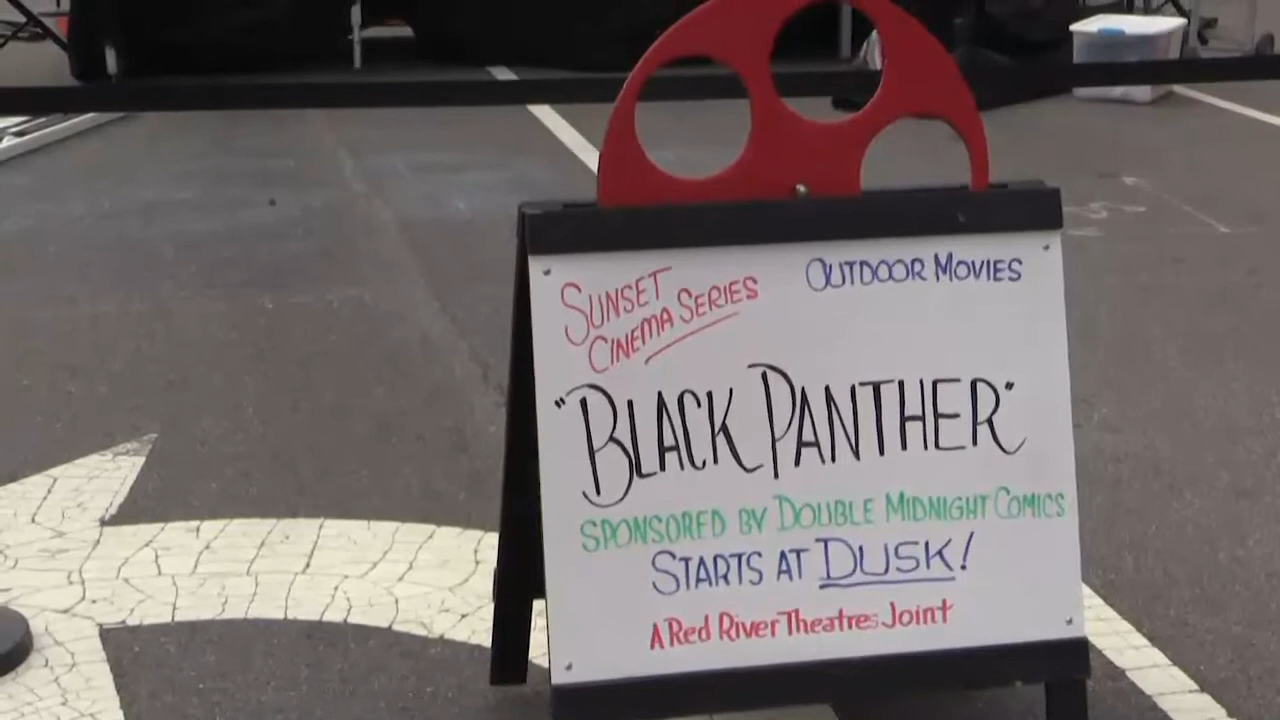 SUNSET
CINEMA SERIES
OUTDOOR MOVIES
"BLACK PANTHER"
SPONSORED BY DOUBLE MIDNIGHT COMICS
STARTS AT DUSK!
A Red River Theatres Joint